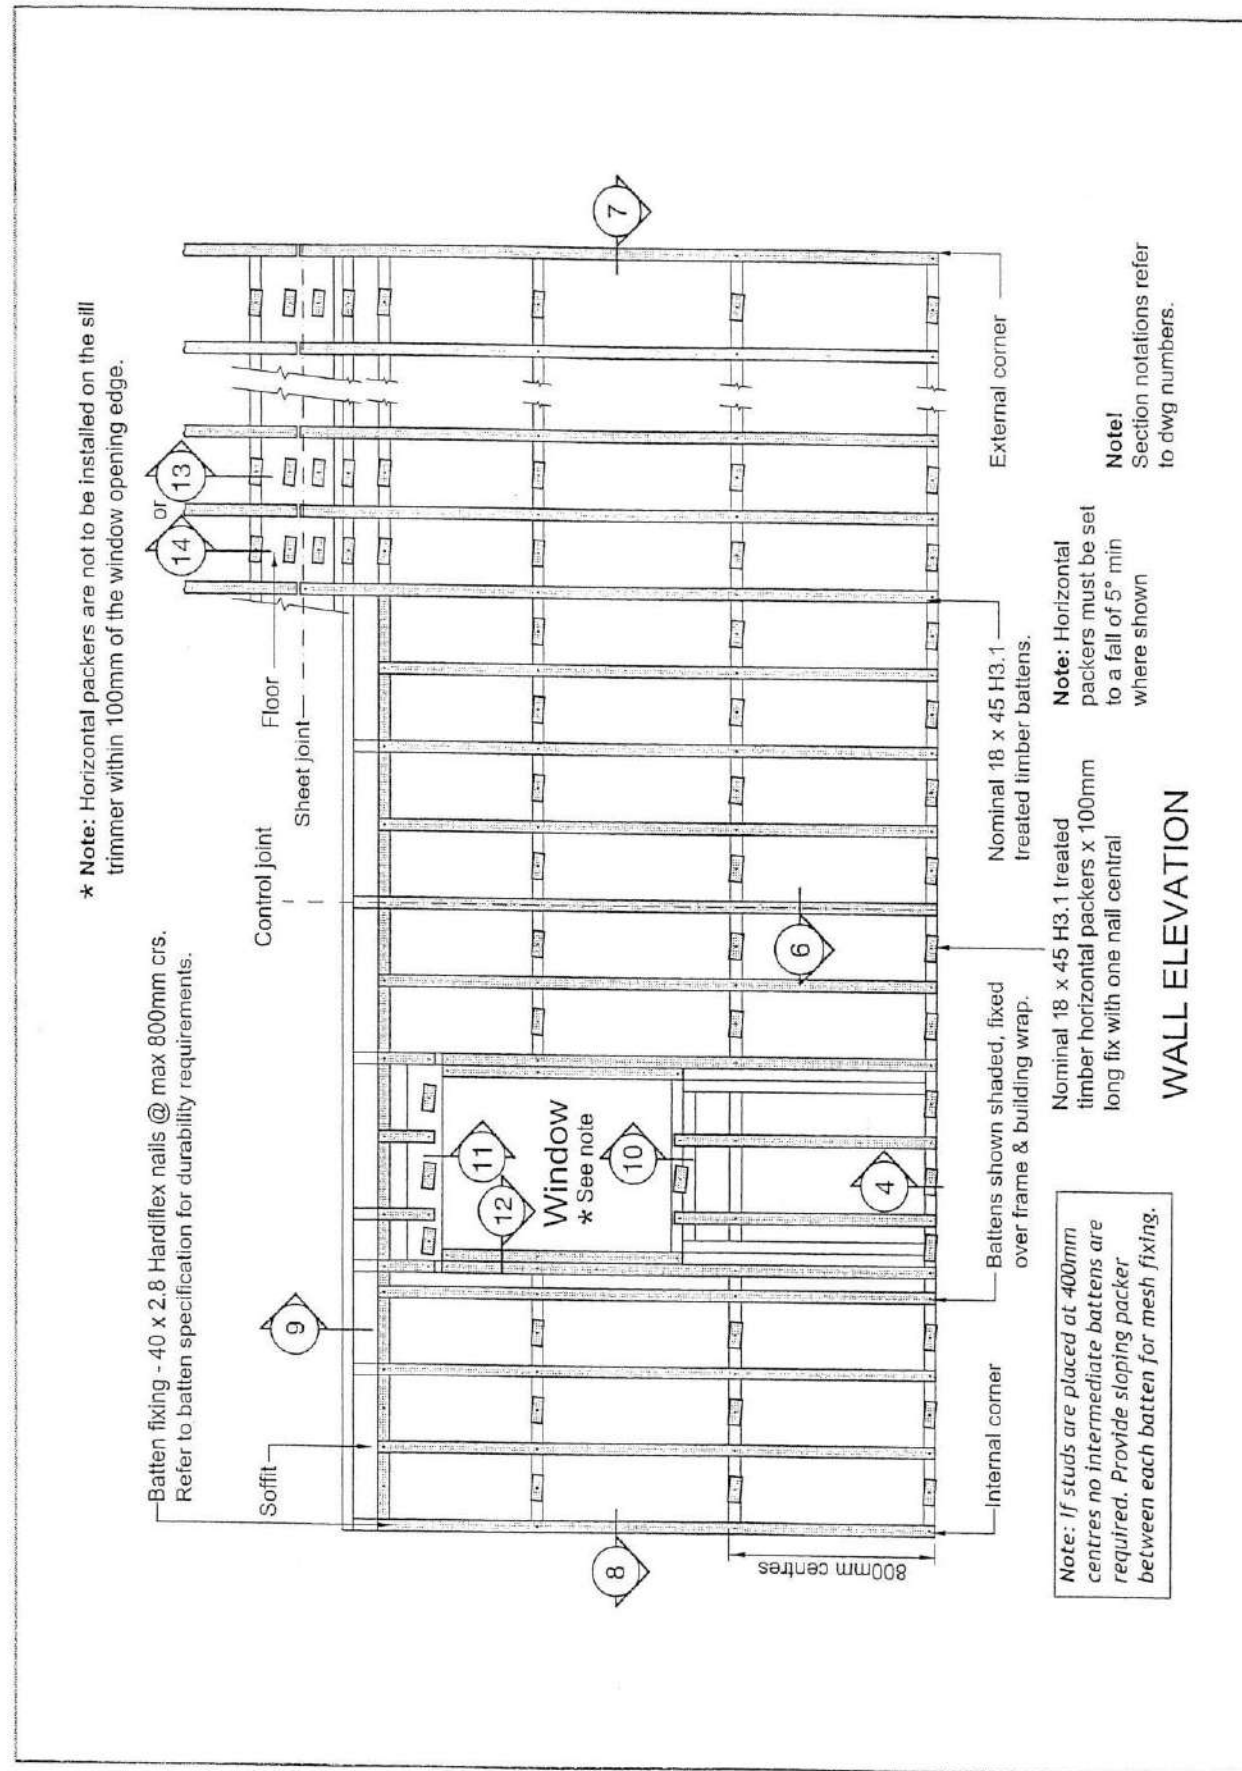 * Note: Horizontal packers are not to be installed on the sill
trimmer within 100mm of the window opening edge.
Batten fixing - 40 x 2.8 Hardiflex nails @ max 800mm crs.
Refer to batten specification for durability requirements.
Soffit
Control joint
Floor
Sheet joint
14
or
13
9
11
12
Window
* See note
10
4
6
7
8
800mm centres
Internal corner
Battens shown shaded, fixed
over frame & building wrap.
Nominal 18 x 45 H3.1 treated
timber horizontal packers x 100mm
long fix with one nail central
Nominal 18 x 45 H3.1
treated timber battens.
External corner
Note: If studs are placed at 400mm
centres no intermediate battens are
required. Provide sloping packer
between each batten for mesh fixing.
Note: Horizontal
packers must be set
to a fall of 5° min
where shown
Note!
Section notations refer
to dwg numbers.
WALL ELEVATION